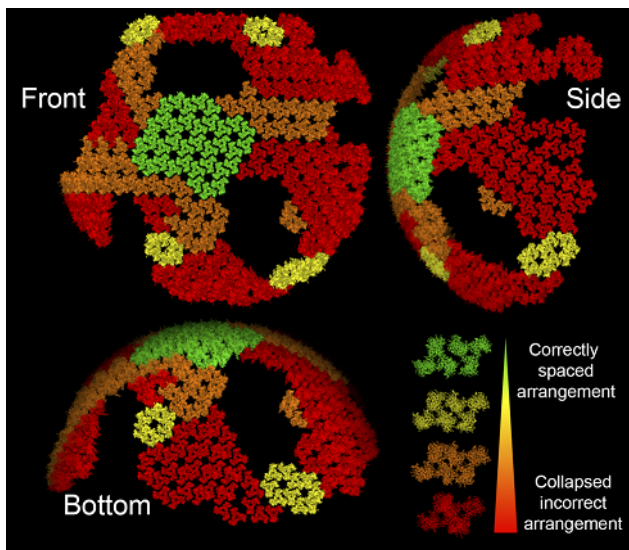 Front
Side
Bottom
Correctly
spaced
arrangement
Collapsed
incorrect
arrangement